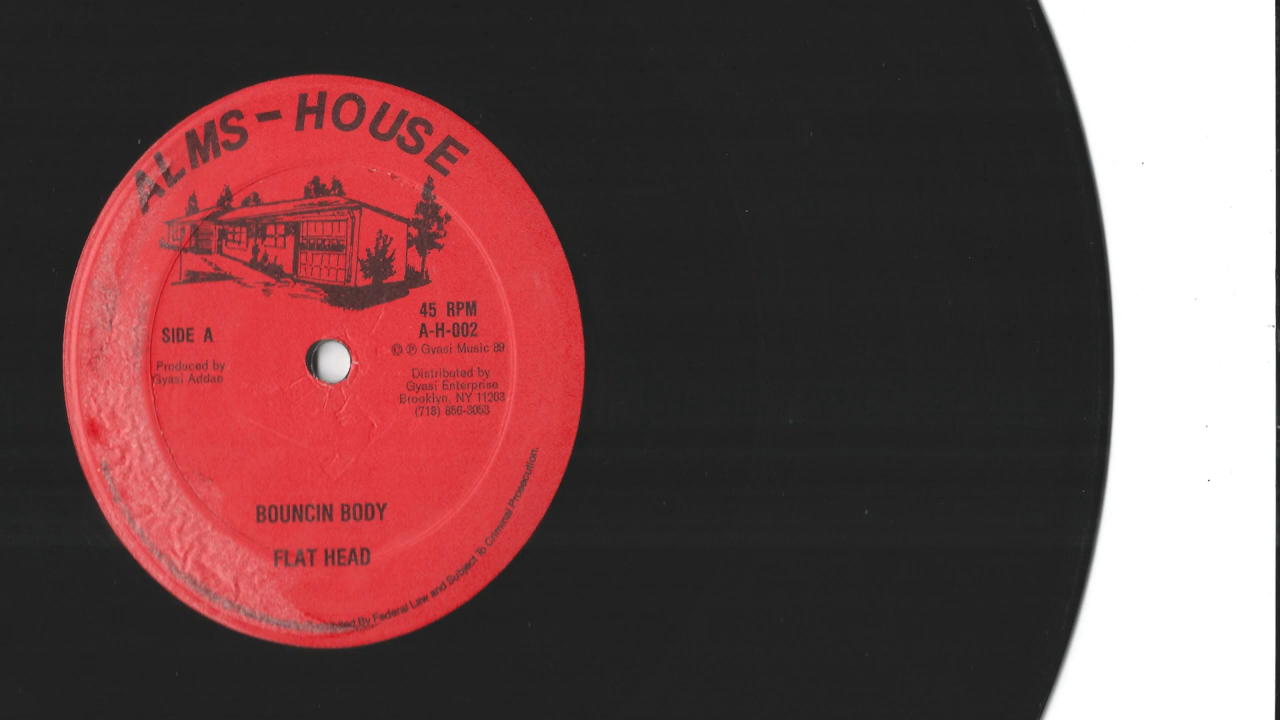 ALMS-HOUSE
45 RPM
A-H-002
SIDE A
© ℗ Gyasi Music 89
Produced by
Gyasi Addae
Distributed by
Gyasi Enterprise
Brooklyn, NY 11203
(718) 856-3053
BOUNCIN BODY
FLAT HEAD
By Federal Law and Subject To Criminal Prosecution.